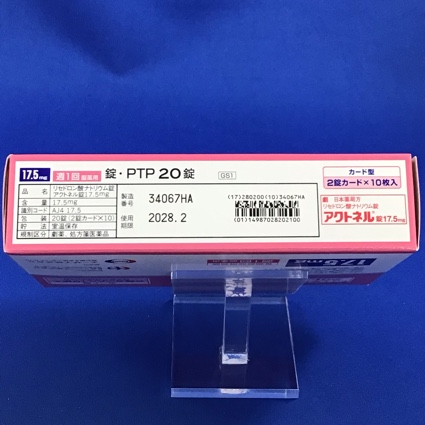 17.5mg 週1回 服用 錠・PTP 20錠 GS1
品名 リセドロン酸ナトリウム錠
アクトネル錠17.5mg
含量 17.5mg
識別コード AJ4 17.5
包装 20錠(2錠カード×10)
貯法 室温保存
規制区分 劇薬、処方箋医薬品
製造番号 34067HA
使用期限 2028.2
(17)280200(10)34067HA
(01)14987028202100
カード型
2錠カード×10枚入
劇 日本薬局方
リセドロン酸ナトリウム錠
アクトネル錠17.5mg
17.5mg